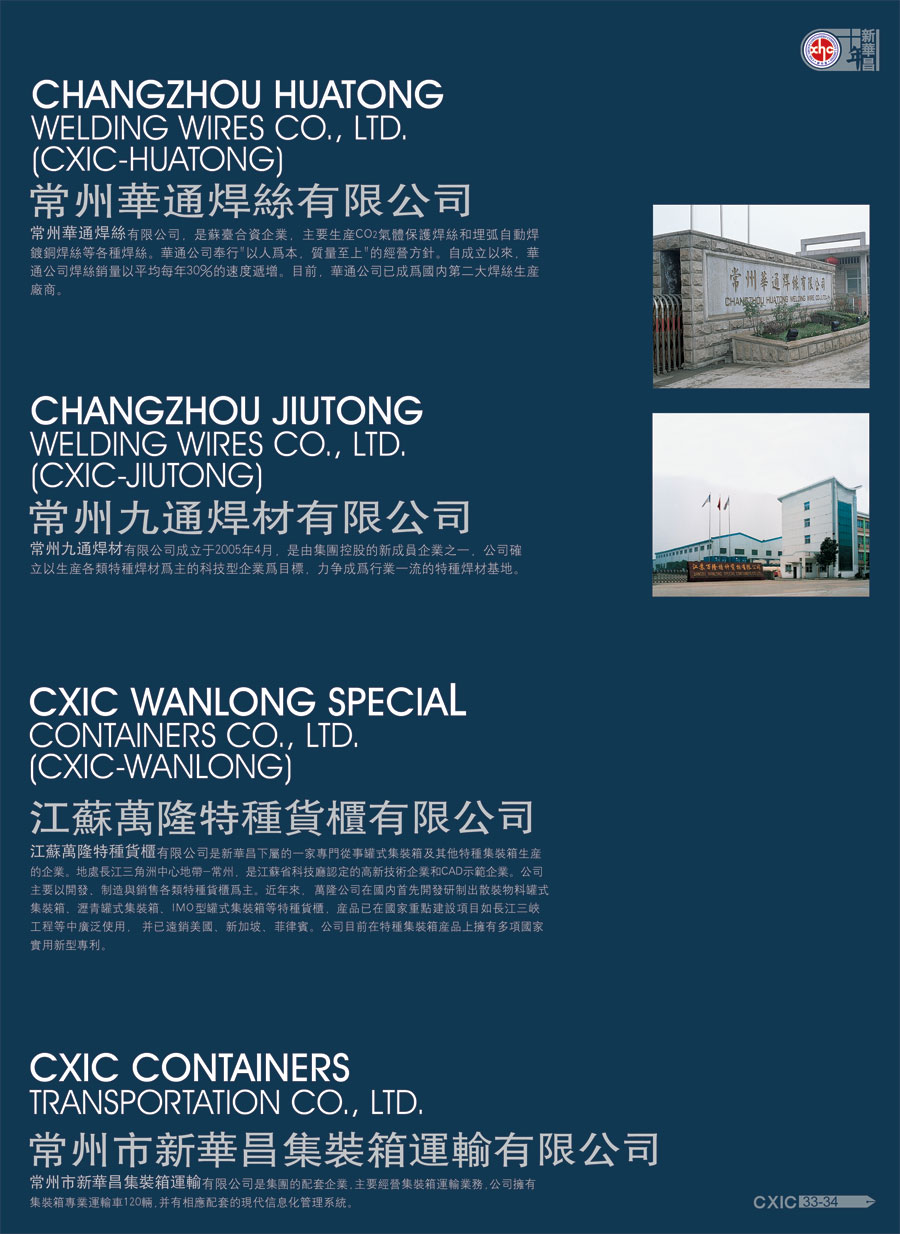 xhc
十年
新華昌
CHANGZHOU HUATONG
WELDING WIRES CO., LTD.
(CXIC-HUATONG)
常州華通焊絲有限公司
常州華通焊絲有限公司，是蘇臺合資企業，主要生産CO2氣體保護焊絲和埋弧自動焊
鍍銅焊絲等各種焊絲。華通公司奉行"以人爲本，質量至上"的經營方針。自成立以來，華
通公司焊絲銷量以平均每年30%的速度遞增。目前，華通公司已成爲國内第二大焊絲生産
廠商。
常州華通焊絲有限公司
CHANGZHOU HUATONG WELDING WIRE CO.,LTD.
CHANGZHOU JIUTONG
WELDING WIRES CO., LTD.
(CXIC-JIUTONG)
常州九通焊材有限公司
常州九通焊材有限公司成立于2005年4月，是由集團控股的新成員企業之一，公司確
立以生産各類特種焊材爲主的科技型企業爲目標，力争成爲行業一流的特種焊材基地。
江蘇萬隆特種貨櫃有限公司
CXIC WANLONG SPECIAL
CONTAINERS CO., LTD.
(CXIC-WANLONG)
江蘇萬隆特種貨櫃有限公司
江蘇萬隆特種貨櫃有限公司是新華昌下屬的一家專門從事罐式集裝箱及其他特種集裝箱生産
的企業。地處長江三角洲中心地帶-常州，是江蘇省科技廳認定的高新技術企業和CAD示範企業。公司
主要以開發、制造與銷售各類特種貨櫃爲主。近年來，萬隆公司在國内首先開發研制出散裝物料罐式
集裝箱、瀝青罐式集裝箱、IMO型罐式集裝箱等特種貨櫃，産品已在國家重點建設項目如長江三峽
工程等中廣泛使用， 并已遠銷美國、新加坡、菲律賓。公司目前在特種集裝箱産品上擁有多項國家
實用新型專利。
CXIC CONTAINERS
TRANSPORTATION CO., LTD.
常州市新華昌集裝箱運輸有限公司
常州市新華昌集裝箱運輸有限公司是集團的配套企業,主要經營集裝箱運輸業務,公司擁有
集裝箱專業運輸車120輛,并有相應配套的現代信息化管理系統。
CXIC 33-34